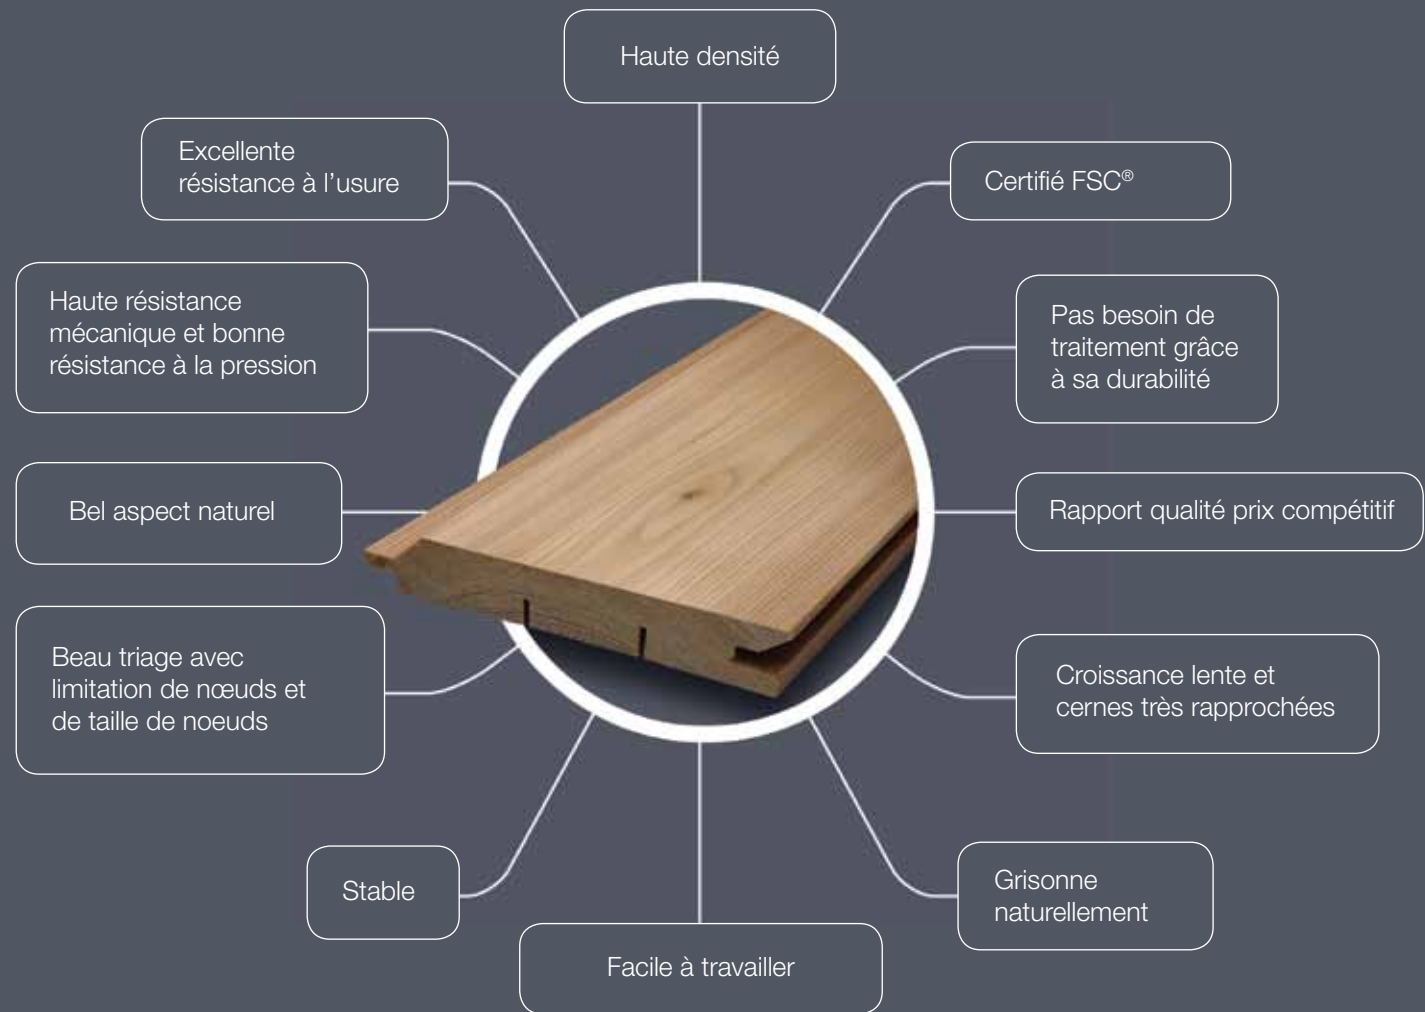 Haute densité
Excellente
résistance à l'usure
Certifié FSC®
Haute résistance
mécanique et bonne
résistance à la pression
Pas besoin de
traitement grâce
à sa durabilité
Bel aspect naturel
Rapport qualité prix compétitif
Beau triage avec
limitation de nœuds et
de taille de noeuds
Croissance lente et
cernes très rapprochées
Stable
Grisonne
naturellement
Facile à travailler